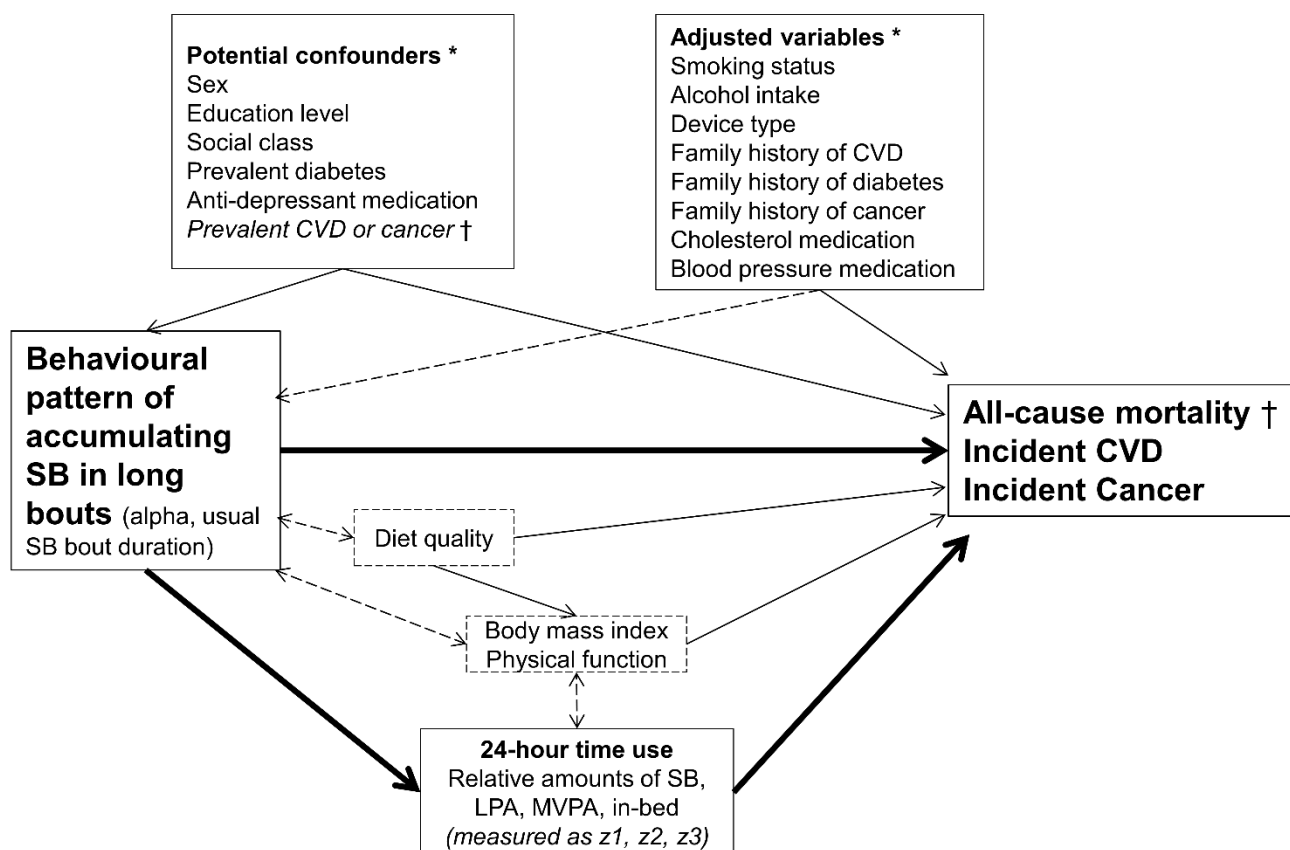 Potential confounders *
Sex
Education level
Social class
Prevalent diabetes
Anti-depressant medication
Prevalent CVD or cancer †
Adjusted variables *
Smoking status
Alcohol intake
Device type
Family history of CVD
Family history of diabetes
Family history of cancer
Cholesterol medication
Blood pressure medication
Behavioural
pattern of
accumulating
SB in long
bouts (alpha, usual
SB bout duration)
All-cause mortality †
Incident CVD
Incident Cancer
Diet quality
Body mass index
Physical function
24-hour time use
Relative amounts of SB,
LPA, MVPA, in-bed
(measured as z1, z2, z3)